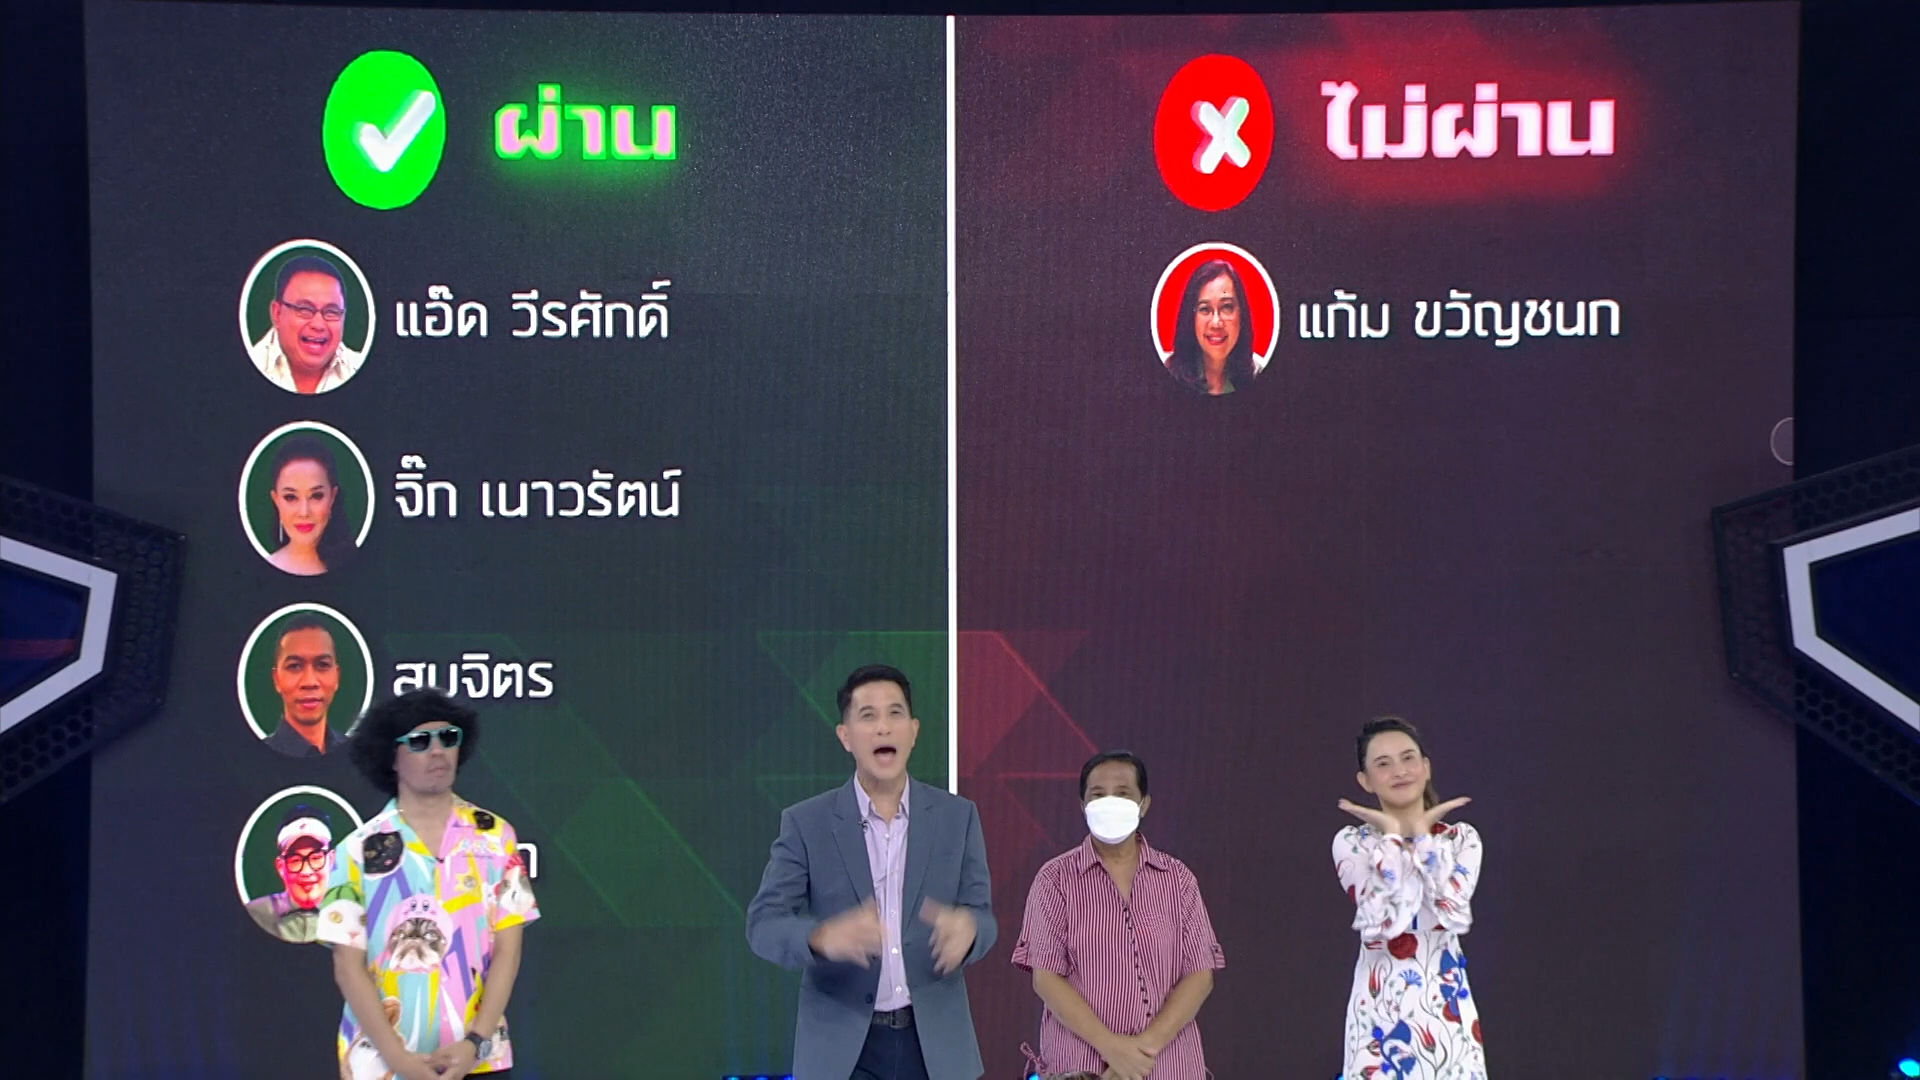 ผ่าน
ไม่ผ่าน
แอ๊ด วีรศักดิ์
แก้ม ขวัญชนก
จิ๊ก เนาวรัตน์
สมจิตร